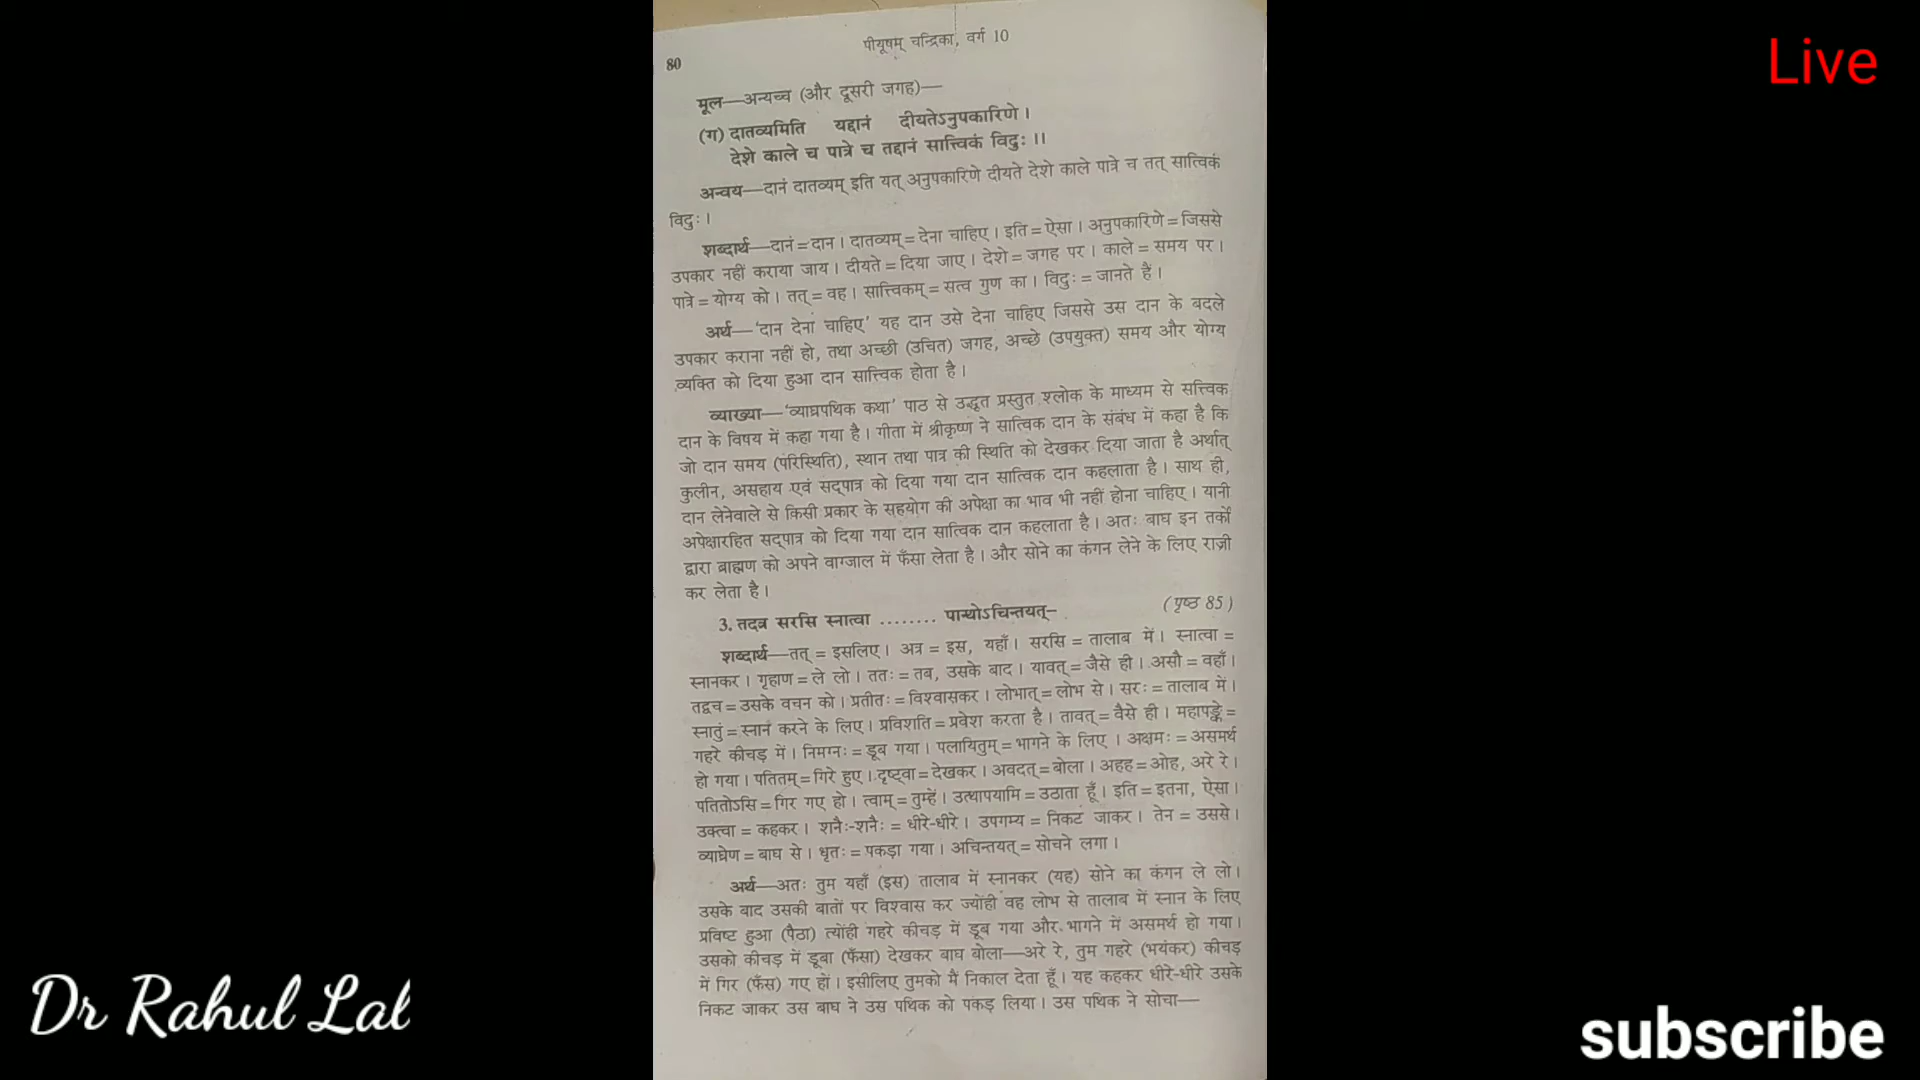 80
पीयूषम् चन्द्रिका, वर्ग 10
Live
मूल—अन्यच्च (और दूसरी जगह)—
(ग) दातव्यमिति यद्दानं दीयतेऽनुपकारिणे।
देशे काले च पात्रे च तद्दानं सात्त्विकं विदुः।।
अन्वय—दानं दातव्यम् इति यत् अनुपकारिणे दीयते देशे काले पात्रे च तत् सात्विकं
विदुः।
शब्दार्थ—दानं = दान। दातव्यम् = देना चाहिए। इति = ऐसा। अनुपकारिणे = जिससे
उपकार नहीं कराया जाय। दीयते = दिया जाए। देशे = जगह पर। काले = समय पर।
पात्रे = योग्य को। तत् = वह। सात्त्विकम् = सत्व गुण का। विदुः = जानते हैं।
अर्थ—'दान देना चाहिए' यह दान उसे देना चाहिए जिससे उस दान के बदले
उपकार कराना नहीं हो, तथा अच्छी (उचित) जगह, अच्छे (उपयुक्त) समय और योग्य
व्यक्ति को दिया हुआ दान सात्त्विक होता है।
व्याख्या—'व्याघ्रपथिक कथा' पाठ से उद्धृत प्रस्तुत श्लोक के माध्यम से सत्त्विक
दान के विषय में कहा गया है। गीता में श्रीकृष्ण ने सात्विक दान के संबंध में कहा है कि
जो दान समय (परिस्थिति), स्थान तथा पात्र की स्थिति को देखकर दिया जाता है अर्थात्
कुलीन, असहाय एवं सद्पात्र को दिया गया दान सात्विक दान कहलाता है। साथ ही,
दान लेनेवाले से किसी प्रकार के सहयोग की अपेक्षा का भाव भी नहीं होना चाहिए। यानी
अपेक्षारहित सद्पात्र को दिया गया दान सात्विक दान कहलाता है। अतः बाघ इन तर्कों
द्वारा ब्राह्मण को अपने वाग्जाल में फँसा लेता है। और सोने का कंगन लेने के लिए राज़ी
कर लेता है।
3. तदत्र सरसि स्नात्वा ........ पान्थोऽचिन्तयत्– (पृष्ठ 85)
शब्दार्थ—तत् = इसलिए। अत्र = इस, यहाँ। सरसि = तालाब में। स्नात्वा =
स्नानकर। गृहाण = ले लो। ततः = तब, उसके बाद। यावत् = जैसे ही। असौ = वहाँ।
तद्वच = उसके वचन को। प्रतीतः = विश्वासकर। लोभात् = लोभ से। सरः = तालाब में।
स्नातुं = स्नान करने के लिए। प्रविशति = प्रवेश करता है। तावत् = वैसे ही। महापङ्के =
गहरे कीचड़ में। निमग्नः = डूब गया। पलायितुम् = भागने के लिए। अक्षमः = असमर्थ
हो गया। पतितम् = गिरे हुए। दृष्ट्वा = देखकर। अवदत् = बोला। अहह = ओह, अरे रे।
पतितोऽसि = गिर गए हो। त्वाम् = तुम्हें। उत्थापयामि = उठाता हूँ। इति = इतना, ऐसा।
उक्त्वा = कहकर। शनैः-शनैः = धीरे-धीरे। उपगम्य = निकट जाकर। तेन = उससे।
व्याघ्रेण = बाघ से। धृतः = पकड़ा गया। अचिन्तयत् = सोचने लगा।
अर्थ—अतः तुम यहाँ (इस) तालाब में स्नानकर (यह) सोने का कंगन ले लो।
उसके बाद उसकी बातों पर विश्वास कर ज्योंही वह लोभ से तालाब में स्नान के लिए
प्रविष्ट हुआ (पैठा) त्योंही गहरे कीचड़ में डूब गया और भागने में असमर्थ हो गया।
उसको कीचड़ में डूबा (फँसा) देखकर बाघ बोला—अरे रे, तुम गहरे (भयंकर) कीचड़
में गिर (फँस) गए हो। इसीलिए तुमको मैं निकाल देता हूँ। यह कहकर धीरे-धीरे उसके
निकट जाकर उस बाघ ने उस पथिक को पकड़ लिया। उस पथिक ने सोचा—
Dr Rahul Lal
subscribe